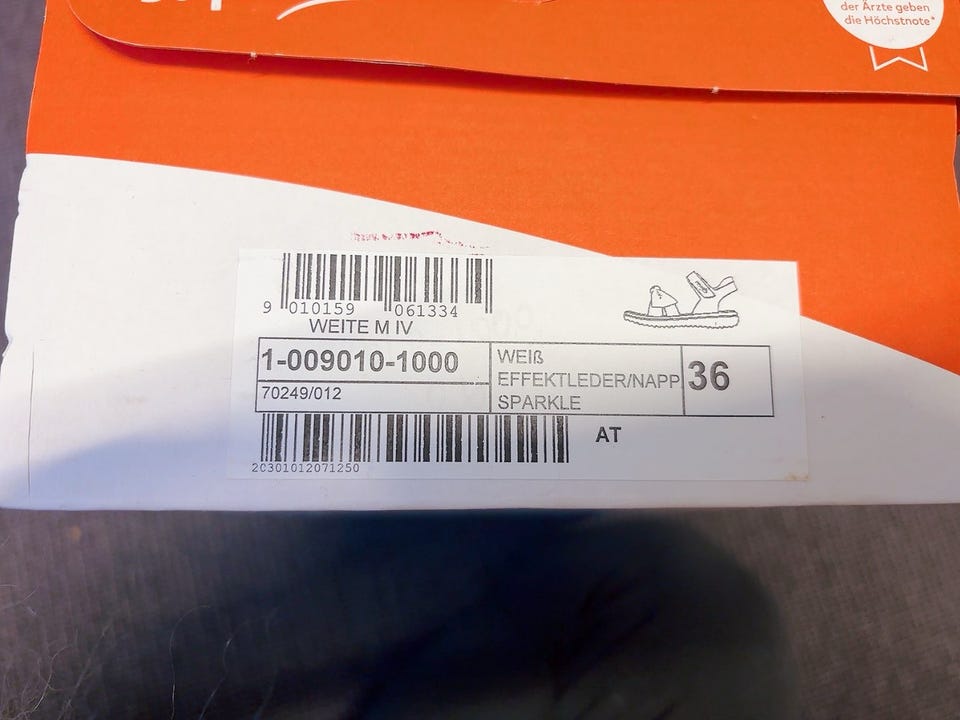 der Ärzte geben
die Höchstnote*
9 010159 061334
WEITE M IV
1-009010-1000
WEIß
EFFEKTLEDER/NAPP
SPARKLE
36
70249/012
AT
20301012071250